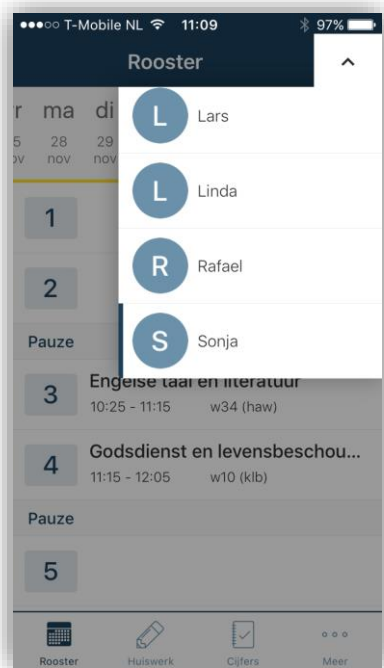 T-Mobile NL 11:09 97%
Rooster
r ma di
5 28 29
ov nov nov
L Lars
L Linda
R Rafael
S Sonja
1
2
Pauze
3 Engelse taal en literatuur
10:25 - 11:15 w34 (haw)
4 Godsdienst en levensbeschou...
11:15 - 12:05 w10 (klb)
Pauze
5
Rooster Huiswerk Cijfers Meer